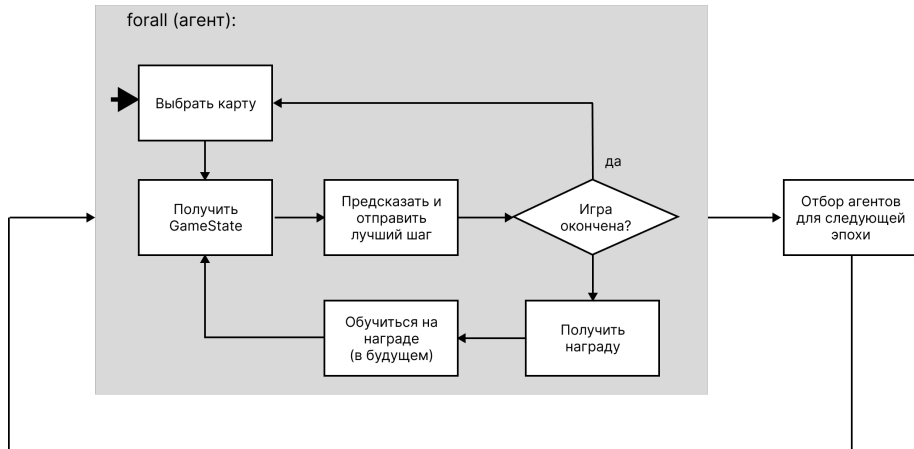 forall (агент):
Выбрать карту
да
Получить
GameState
Предсказать и
отправить
лучший шаг
Игра
окончена?
Отбор агентов
для следующей
эпохи
Обучиться на
награде
(в будущем)
Получить
награду